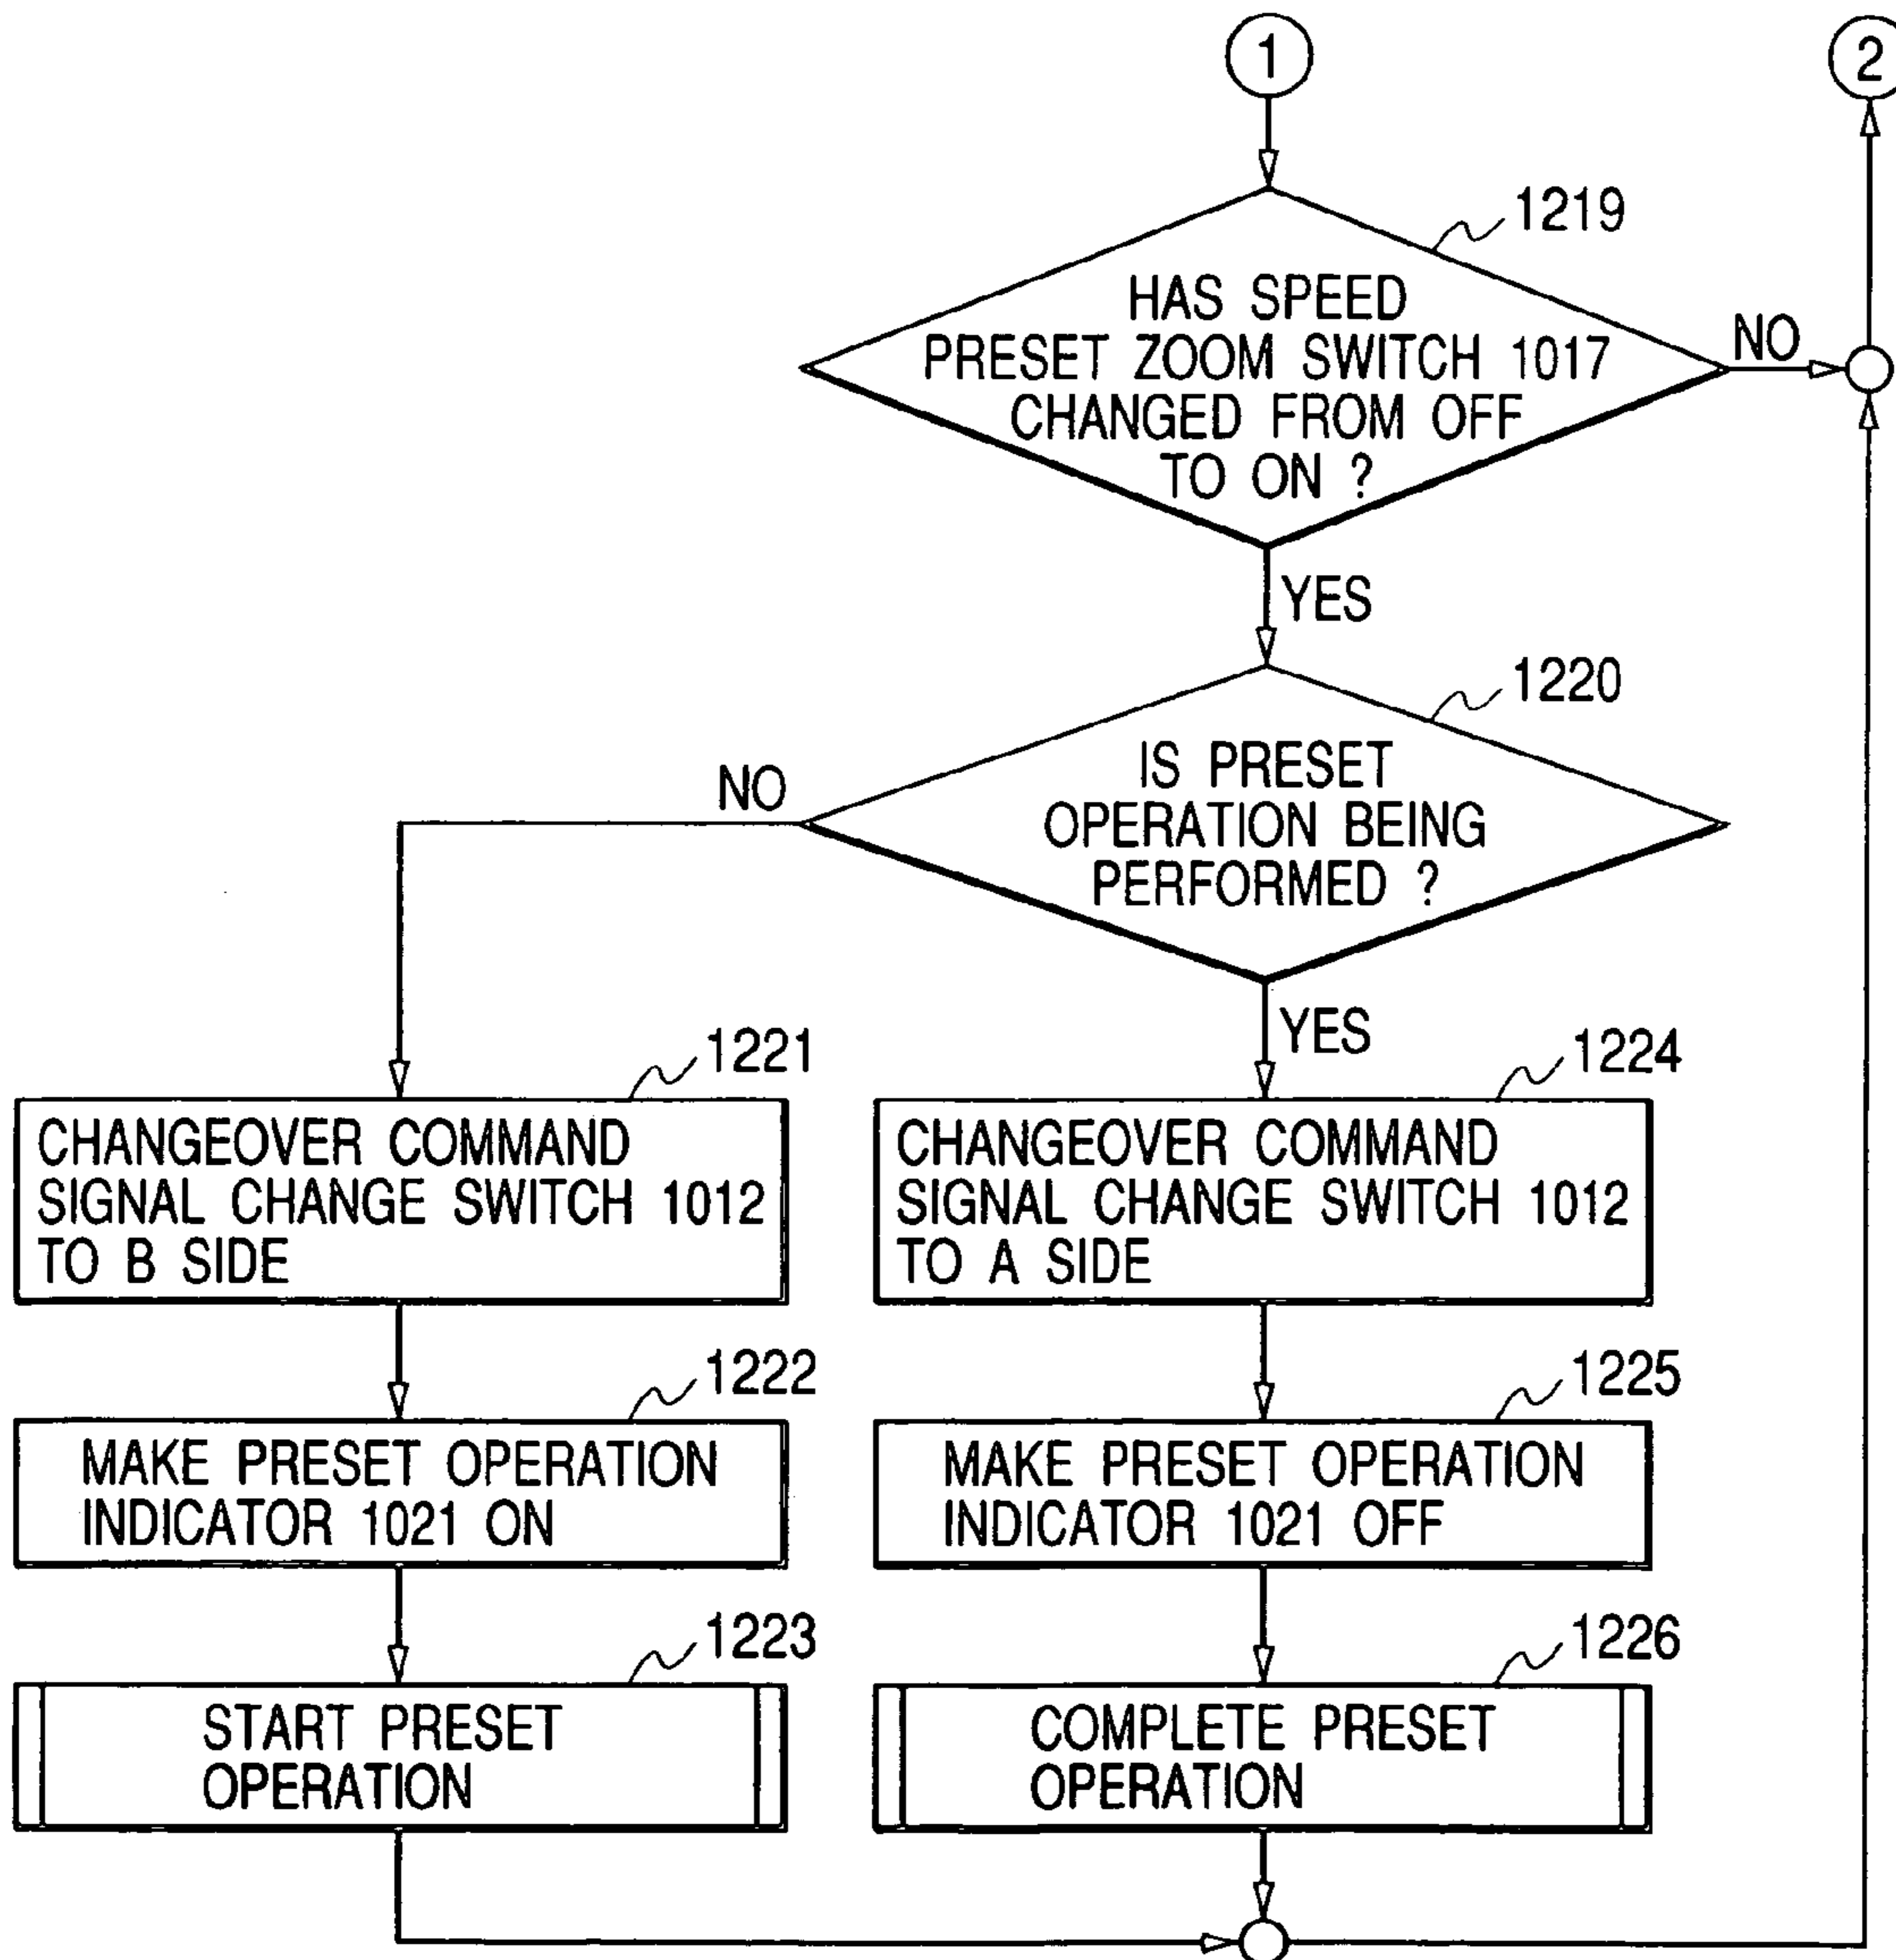 1
2
1219
HAS SPEED
PRESET ZOOM SWITCH 1017
CHANGED FROM OFF
TO ON ?
NO
YES
1220
IS PRESET
OPERATION BEING
PERFORMED ?
NO
YES
1221
CHANGEOVER COMMAND
SIGNAL CHANGE SWITCH 1012
TO B SIDE
1224
CHANGEOVER COMMAND
SIGNAL CHANGE SWITCH 1012
TO A SIDE
1222
MAKE PRESET OPERATION
INDICATOR 1021 ON
1225
MAKE PRESET OPERATION
INDICATOR 1021 OFF
1223
START PRESET
OPERATION
1226
COMPLETE PRESET
OPERATION